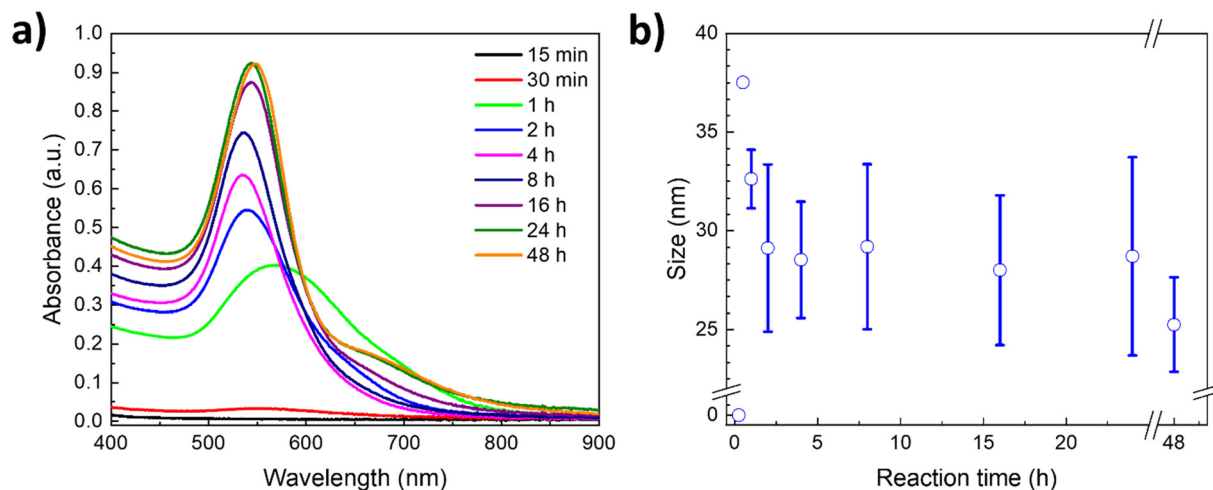 a)
Absorbance (a.u.)
1.0
0.9
0.8
0.7
0.6
0.5
0.4
0.3
0.2
0.1
0.0
400
500
600
700
800
900
Wavelength (nm)
15 min
30 min
1 h
2 h
4 h
8 h
16 h
24 h
48 h
b)
Size (nm)
40
35
30
25
0
0
5
10
15
20
48
Reaction time (h)